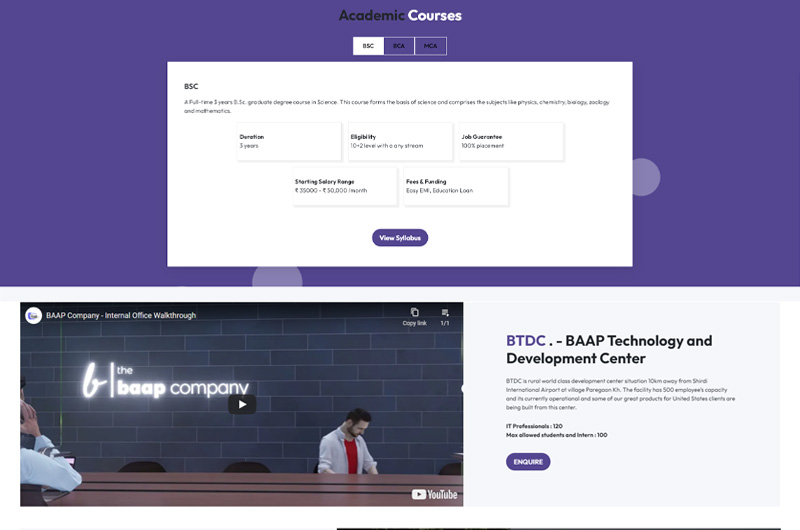 Academic Courses
BSC BCA MCA
BSC
A Full-time 3 years B.Sc. graduate degree course in Science. This course forms the basis of science and comprises the subjects like physics, chemistry, biology, zoology
and mathematics.
Duration
3 years
Eligibility
10+2 level with a any stream
Job Guarantee
100% placement
Starting Salary Range
₹ 35000 - ₹ 50,000 /month
Fees & Funding
Easy EMI, Education Loan
View Syllabus
BAAP Company - Internal Office Walkthrough
Copy link
1/1
b the
baap company
YouTube
BTDC . - BAAP Technology and
Development Center
BTDC is rural world class development center situation 10km away from Shirdi
International Airport at village Paregaon Kh. The facility has 500 employee's capacity
and its currently operational and some of our great products for United States clients are
being built from this center.
IT Professionals : 120
Max allowed students and Intern : 100
ENQUIRE